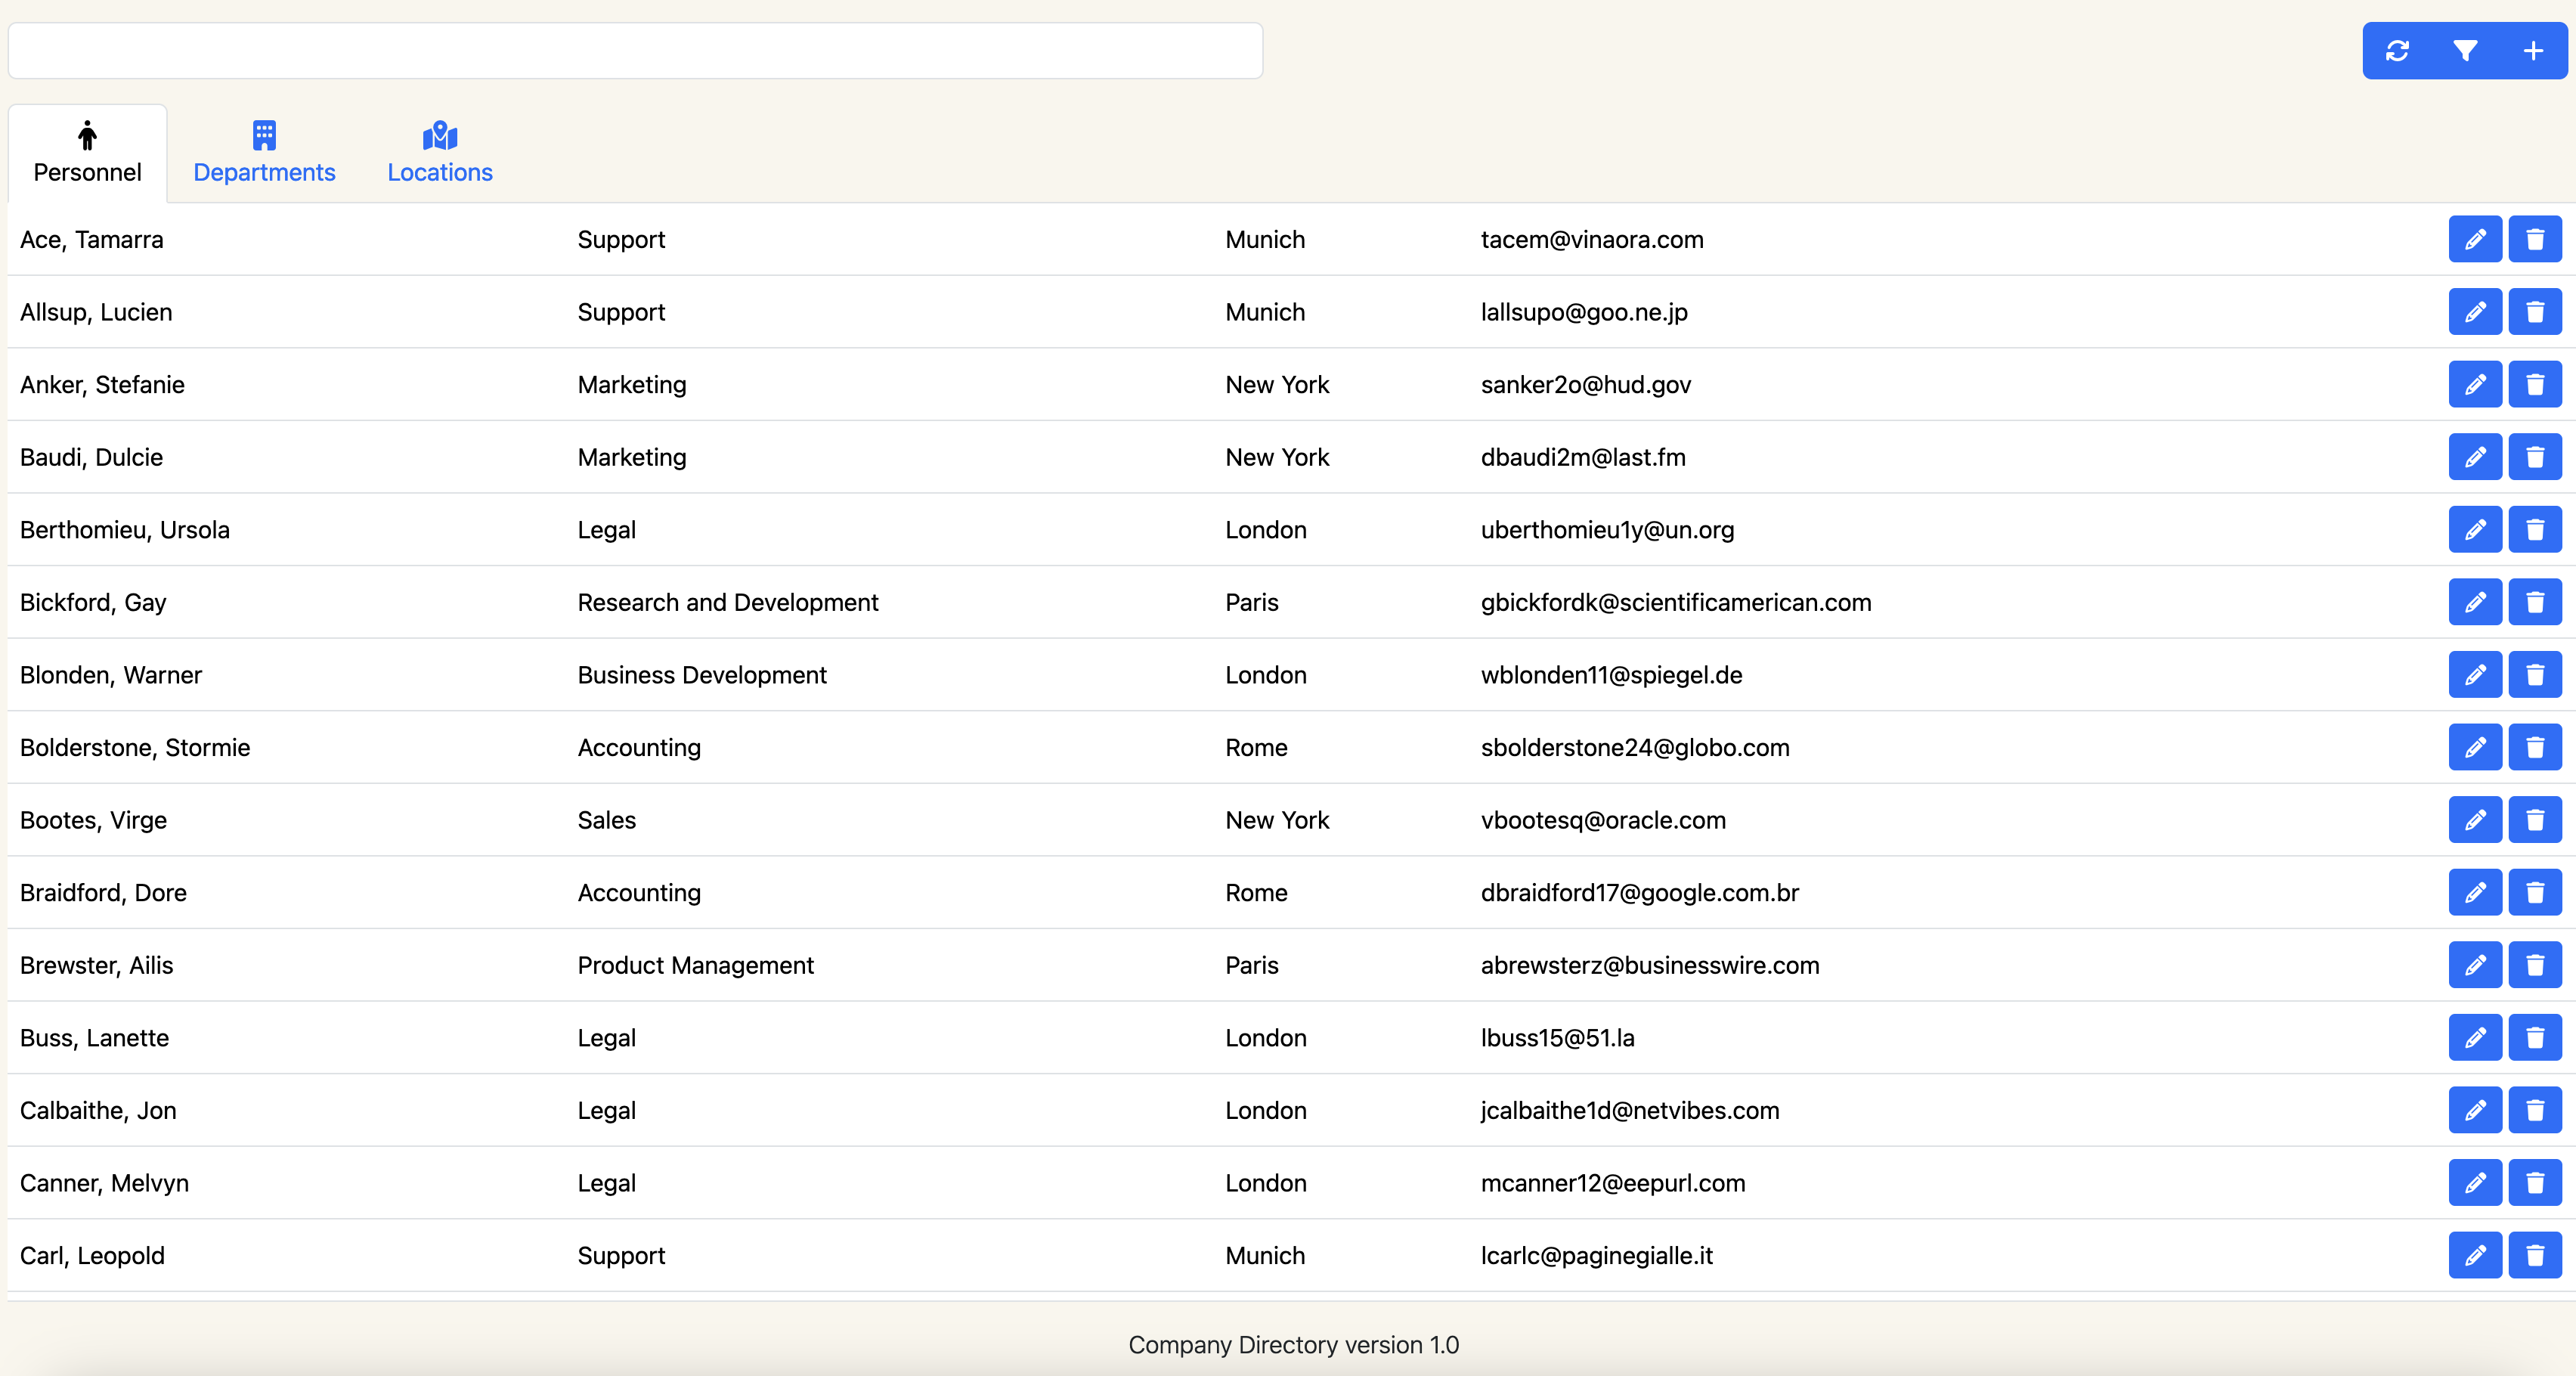 Personnel Departments Locations
Ace, Tamarra Support Munich tacem@vinaora.com
Allsup, Lucien Support Munich lallsupo@goo.ne.jp
Anker, Stefanie Marketing New York sanker2o@hud.gov
Baudi, Dulcie Marketing New York dbaudi2m@last.fm
Berthomieu, Ursola Legal London uberthomieu1y@un.org
Bickford, Gay Research and Development Paris gbickfordk@scientificamerican.com
Blonden, Warner Business Development London wblonden11@spiegel.de
Bolderstone, Stormie Accounting Rome sbolderstone24@globo.com
Bootes, Virge Sales New York vbootesq@oracle.com
Braidford, Dore Accounting Rome dbraidford17@google.com.br
Brewster, Ailis Product Management Paris abrewsterz@businesswire.com
Buss, Lanette Legal London lbuss15@51.la
Calbaithe, Jon Legal London jcalbaithe1d@netvibes.com
Canner, Melvyn Legal London mcanner12@eepurl.com
Carl, Leopold Support Munich lcarlc@paginegialle.it
Company Directory version 1.0